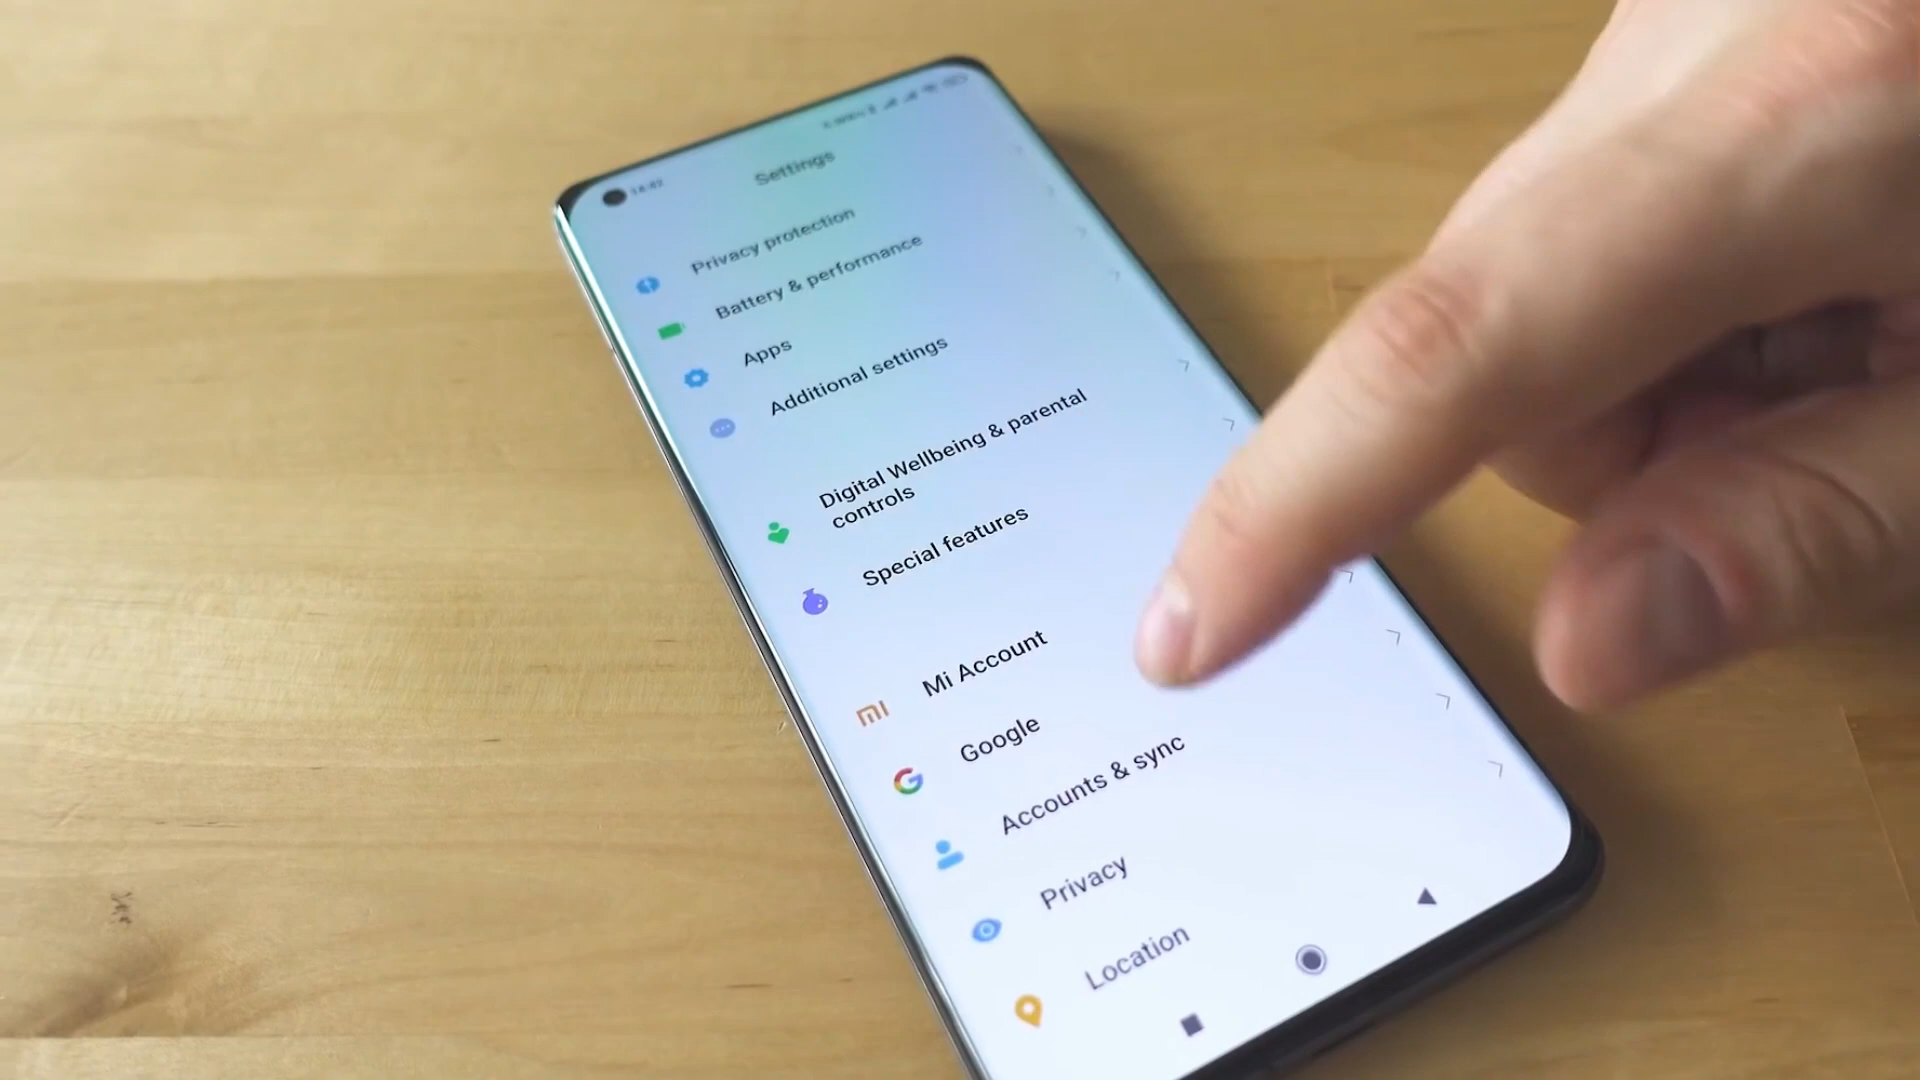 Settings
Privacy protection
Battery & performance
Apps
Additional settings
Digital Wellbeing & parental
controls
Special features
Mi Account
Google
Accounts & sync
Privacy
Location